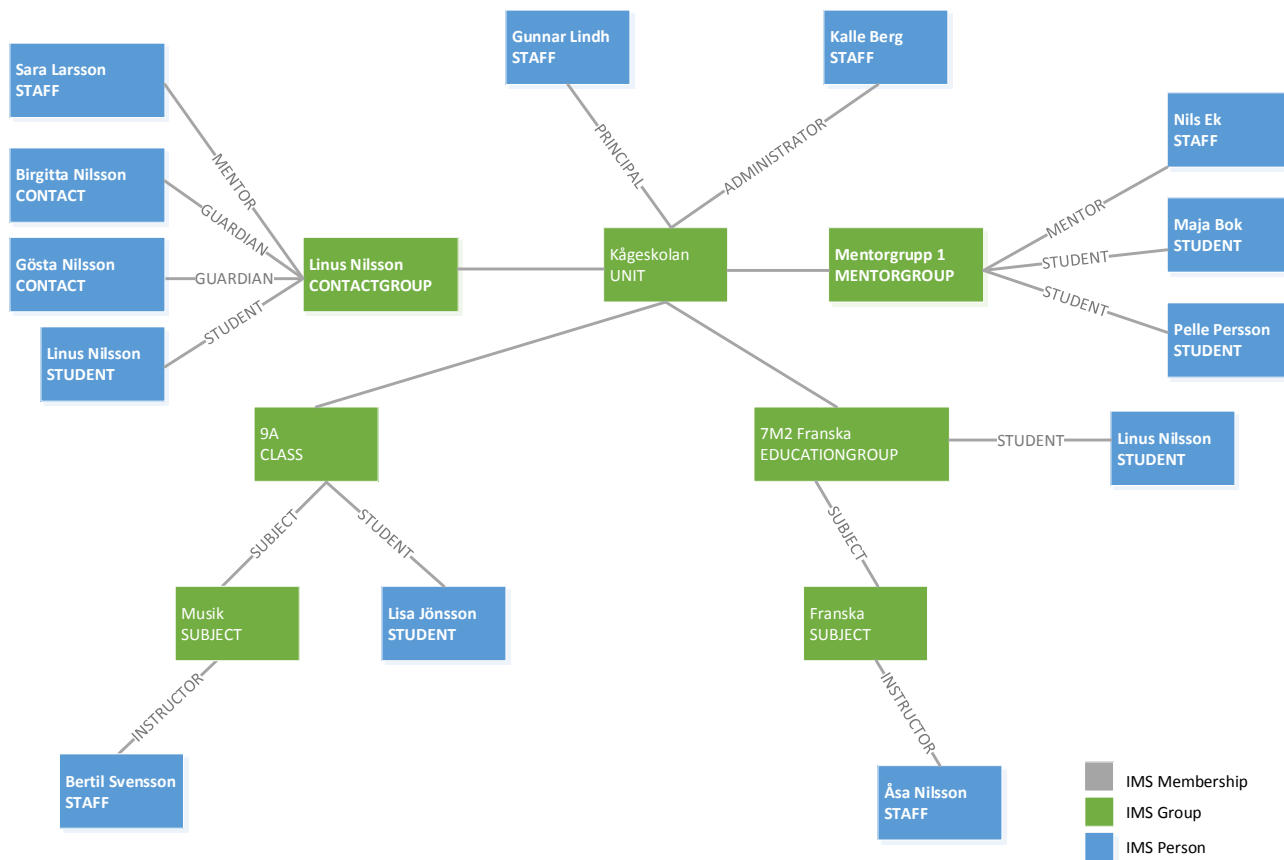 Gunnar Lindh
STAFF
Kalle Berg
STAFF
Sara Larsson
STAFF
Nils Ek
STAFF
PRINCIPAL
ADMINISTRATOR
MENTOR
Birgitta Nilsson
CONTACT
GUARDIAN
MENTOR
Maja Bok
STUDENT
Gösta Nilsson
CONTACT
GUARDIAN
Linus Nilsson
CONTACTGROUP
Kågeskolan
UNIT
Mentorgrupp 1
MENTORGROUP
STUDENT
STUDENT
STUDENT
Linus Nilsson
STUDENT
Pelle Persson
STUDENT
9A
CLASS
7M2 Franska
EDUCATIONGROUP
STUDENT
Linus Nilsson
STUDENT
SUBJECT
STUDENT
SUBJECT
Musik
SUBJECT
Lisa Jönsson
STUDENT
Franska
SUBJECT
INSTRUCTOR
INSTRUCTOR
Bertil Svensson
STAFF
Åsa Nilsson
STAFF
IMS Membership
IMS Group
IMS Person